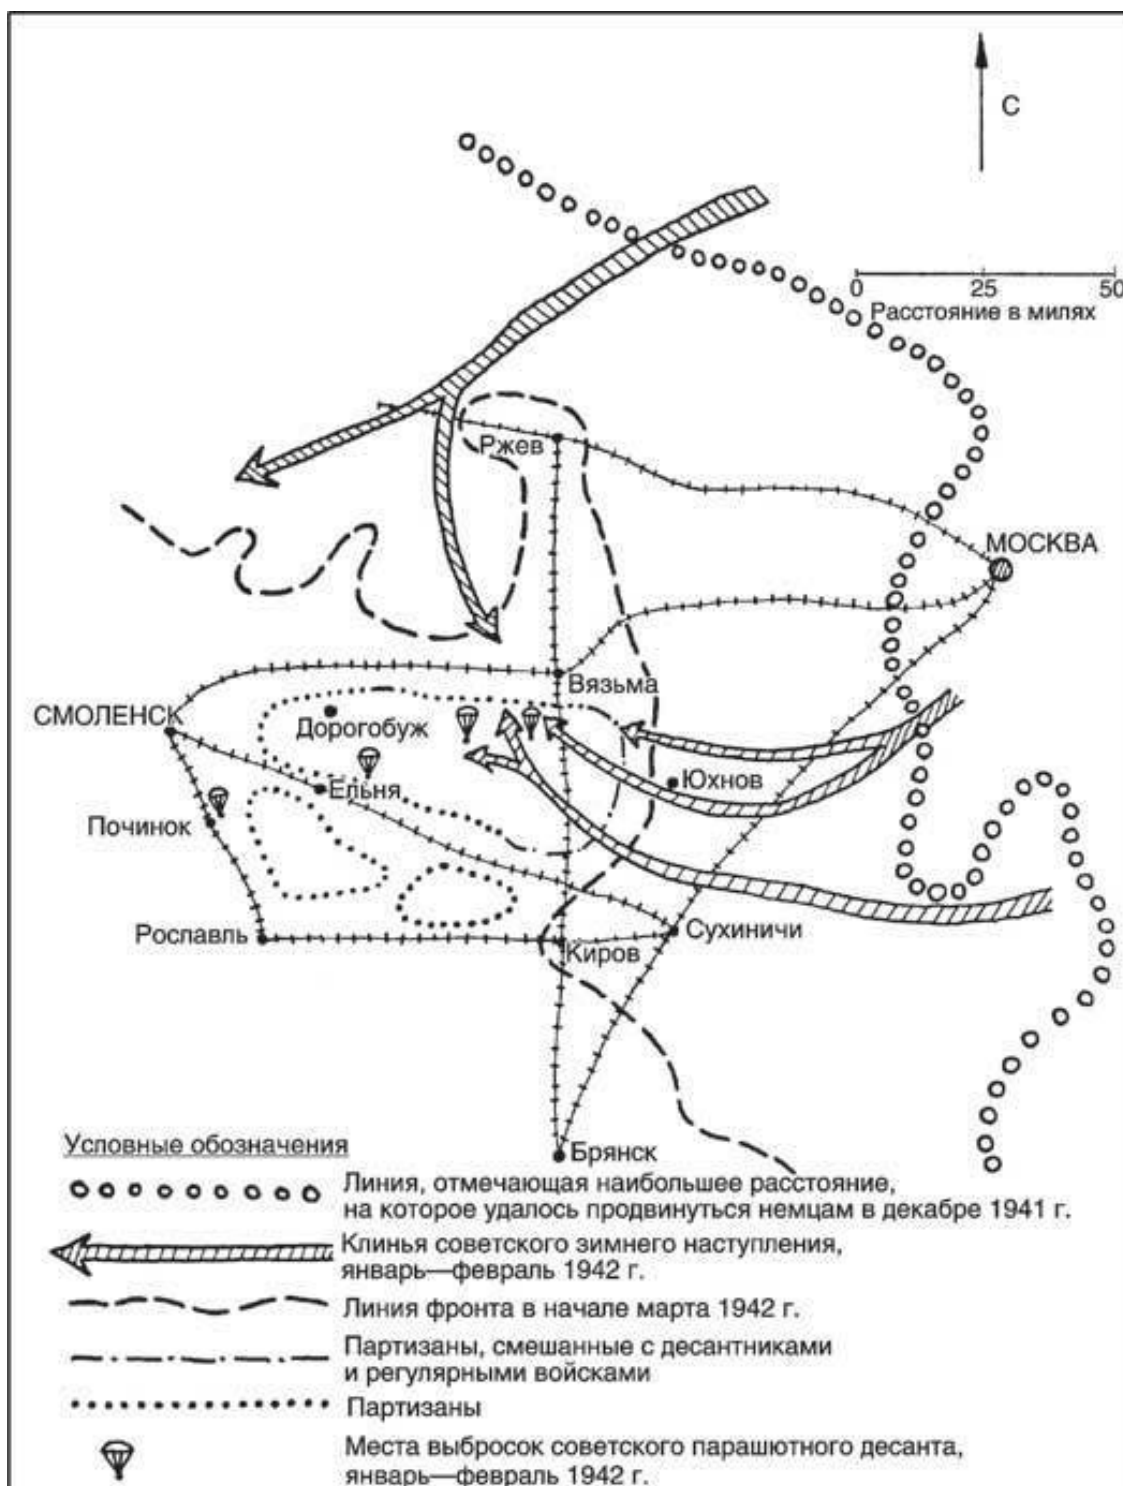 С
0 25 50
Расстояние в милях
Ржев
МОСКВА
Вязьма
СМОЛЕНСК
Дорогобуж
Юхнов
Ельня
Починок
Рославль
Сухиничи
Киров
Брянск
Условные обозначения
Линия, отмечающая наибольшее расстояние,
на которое удалось продвинуться немцам в декабре 1941 г.
Клинья советского зимнего наступления,
январь—февраль 1942 г.
Линия фронта в начале марта 1942 г.
Партизаны, смешанные с десантниками
и регулярными войсками
Партизаны
Места выбросок советского парашютного десанта,
январь—февраль 1942 г.